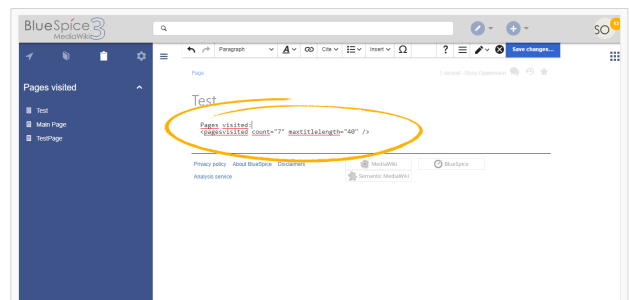 BlueSpice 3
MediaWiki
SO
Paragraph
A
Cite
Insert
Ω
?
Save changes...
Pages visited
Test
Main Page
TestPage
Page
Test
Pages visited:
<pagesvisited count="7" maxtitlelength="40" />
Privacy policy About BlueSpice Disclaimers
MediaWiki
BlueSpice
Analysis service
Semantic MediaWiki